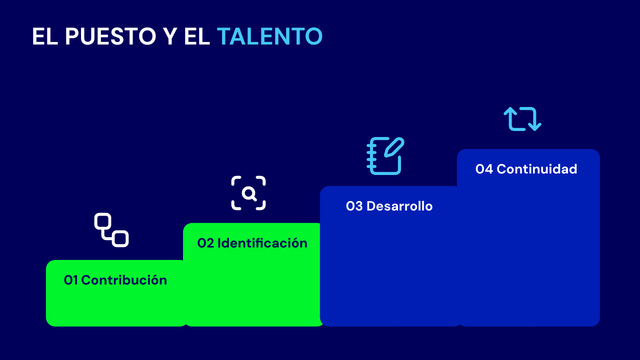 EL PUESTO Y EL TALENTO
04 Continuidad
03 Desarrollo
02 Identificación
01 Contribución